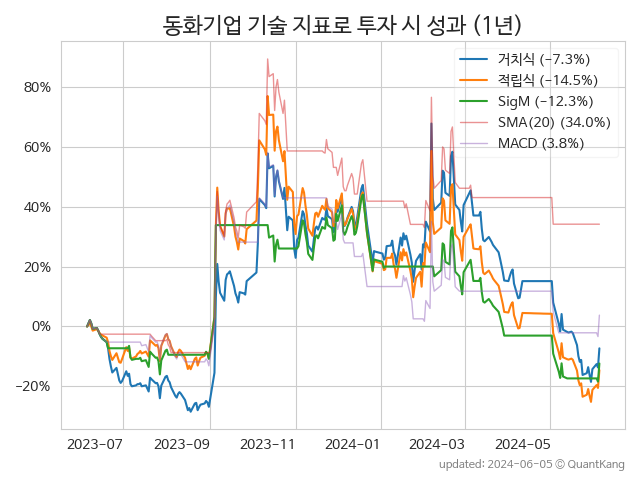 동화기업 기술 지표로 투자 시 성과 (1년)
거치식 (−7.3%)
적립식 (−14.5%)
SigM (−12.3%)
SMA(20) (34.0%)
MACD (3.8%)
80%
60%
40%
20%
0%
−20%
2023-07 2023-09 2023-11 2024-01 2024-03 2024-05
updated: 2024-06-05 © QuantKang